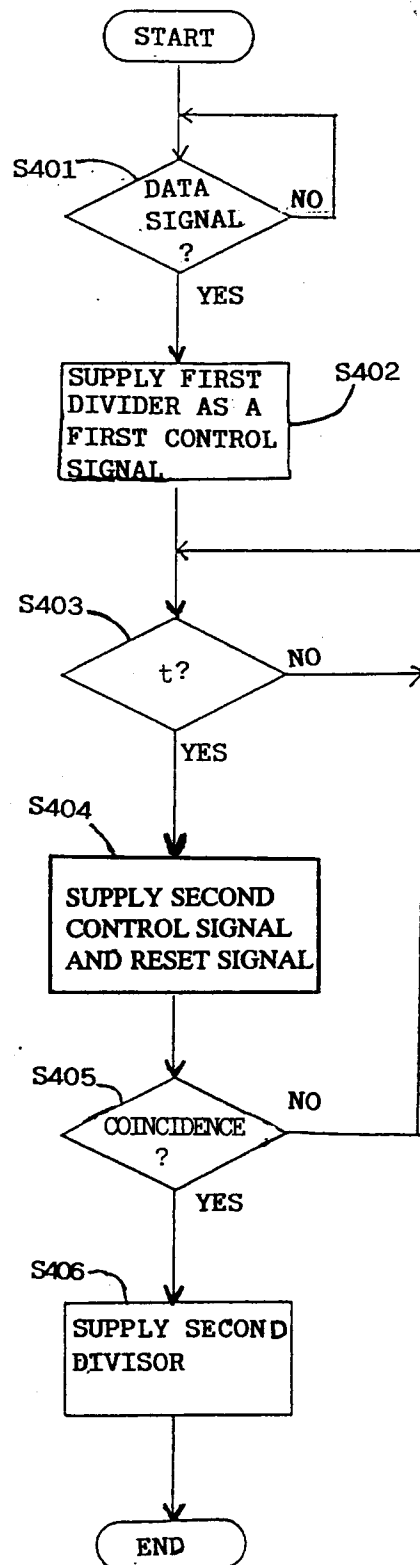 START
S401
DATA
SIGNAL
?
NO
YES
SUPPLY FIRST
DIVIDER AS A
FIRST CONTROL
SIGNAL
S402
S403
t?
NO
YES
S404
SUPPLY SECOND
CONTROL SIGNAL
AND RESET SIGNAL
S405
COINCIDENCE
?
NO
YES
S406
SUPPLY SECOND
DIVISOR
END